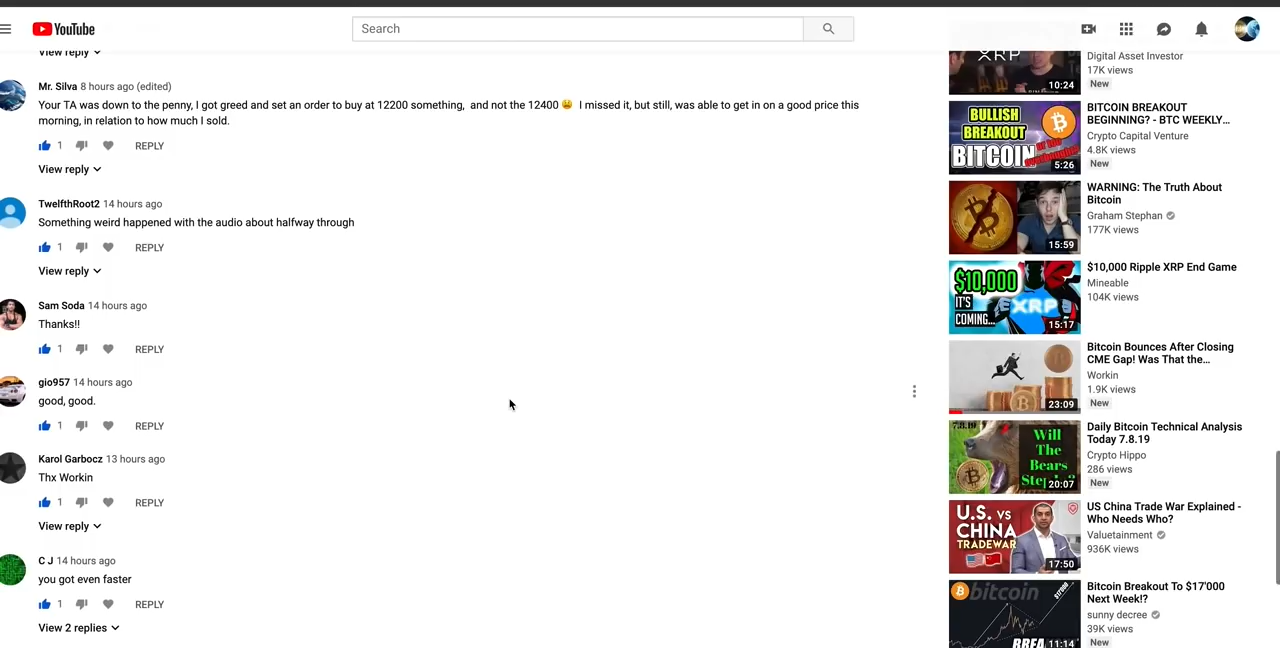 YouTube
Search
View reply
Mr. Silva 8 hours ago (edited)
Your TA was down to the penny, I got greed and set an order to buy at 12200 something, and not the 12400 😩 I missed it, but still, was able to get in on a good price this
morning, in relation to how much I sold.
1 REPLY
View reply
TwelfthRoot2 14 hours ago
Something weird happened with the audio about halfway through
1 REPLY
View reply
Sam Soda 14 hours ago
Thanks!!
1 REPLY
gio957 14 hours ago
good, good.
1 REPLY
Karol Garbocz 13 hours ago
Thx Workin
1 REPLY
View reply
C J 14 hours ago
you got even faster
1 REPLY
View 2 replies
XRP
10:24
Digital Asset Investor
17K views
New
BULLISH
BREAKOUT
BITCOIN
5:26
BITCOIN BREAKOUT
BEGINNING? - BTC WEEKLY...
Crypto Capital Venture
4.8K views
New
15:59
WARNING: The Truth About
Bitcoin
Graham Stephan
177K views
$10,000
IT'S
COMING...
XRP
15:17
$10,000 Ripple XRP End Game
Mineable
104K views
23:09
Bitcoin Bounces After Closing
CME Gap! Was That the...
Workin
1.9K views
New
7.8.19
Will
The
Bears
20:07
Daily Bitcoin Technical Analysis
Today 7.8.19
Crypto Hippo
286 views
New
U.S. VS
CHINA
TRADEWAR
17:50
US China Trade War Explained -
Who Needs Who?
Valuetainment
936K views
bitcoin
11:14
Bitcoin Breakout To $17'000
Next Week!?
sunny decree
39K views
New